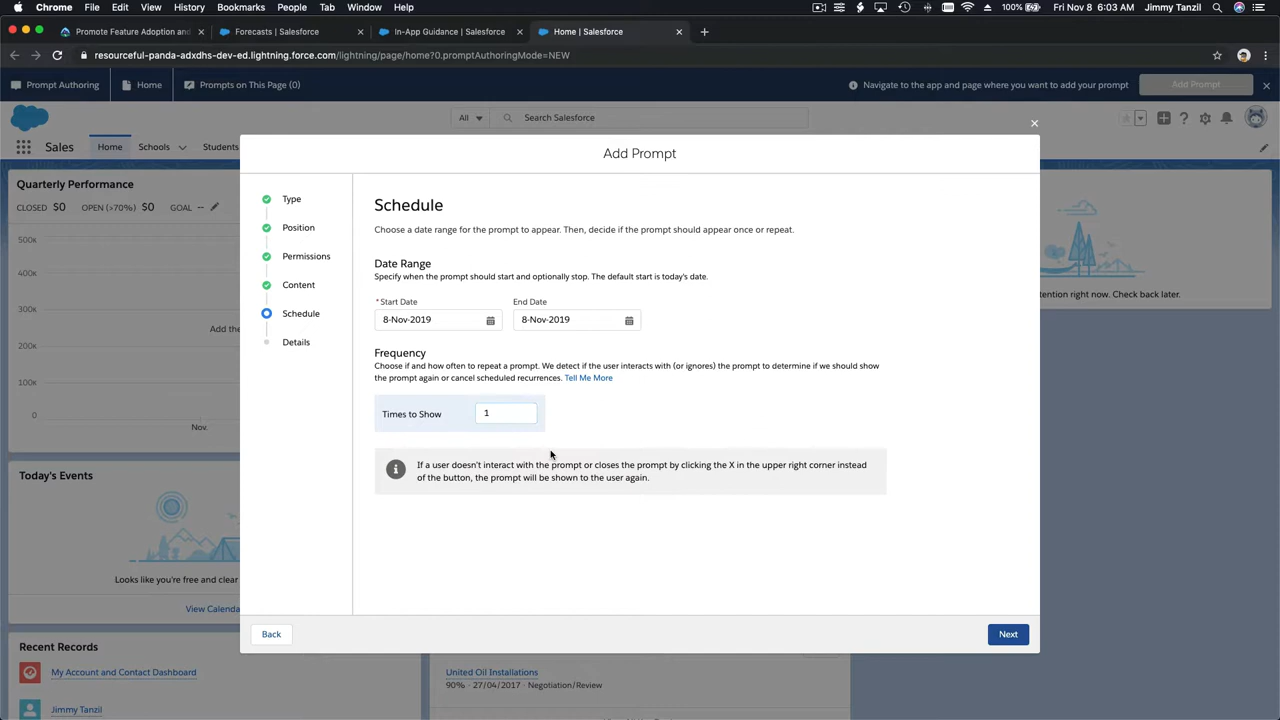 Chrome File Edit View History Bookmarks People Tab Window Help
100% Fri Nov 8 6:03 AM Jimmy Tanzil
Promote Feature Adoption and
Forecasts | Salesforce
In-App Guidance | Salesforce
Home | Salesforce
resourceful-panda-adxdhs-dev-ed.lightning.force.com/lightning/page/home?0.promptAuthoringMode=NEW
Prompt Authoring
Home
Prompts on This Page (0)
Navigate to the app and page where you want to add your prompt
Add Prompt
All
Search Salesforce
Sales
Home
Schools
Students
Add Prompt
Quarterly Performance
CLOSED $0 OPEN (>70%) $0 GOAL --
500K
400K
300K
200K
100K
0
Add the
Nov.
Type
Position
Permissions
Content
Schedule
Details
Schedule
Choose a date range for the prompt to appear. Then, decide if the prompt should appear once or repeat.
Date Range
Specify when the prompt should start and optionally stop. The default start is today's date.
*Start Date
8-Nov-2019
End Date
8-Nov-2019
Frequency
Choose if and how often to repeat a prompt. We detect if the user interacts with (or ignores) the prompt to determine if we should show
the prompt again or cancel scheduled recurrences. Tell Me More
Times to Show
1
If a user doesn't interact with the prompt or closes the prompt by clicking the X in the upper right corner instead
of the button, the prompt will be shown to the user again.
Back
Next
tention right now. Check back later.
Today's Events
Looks like you're free and clear
View Calenda
Recent Records
My Account and Contact Dashboard
Jimmy Tanzil
United Oil Installations
90% · 27/04/2017 · Negotiation/Review